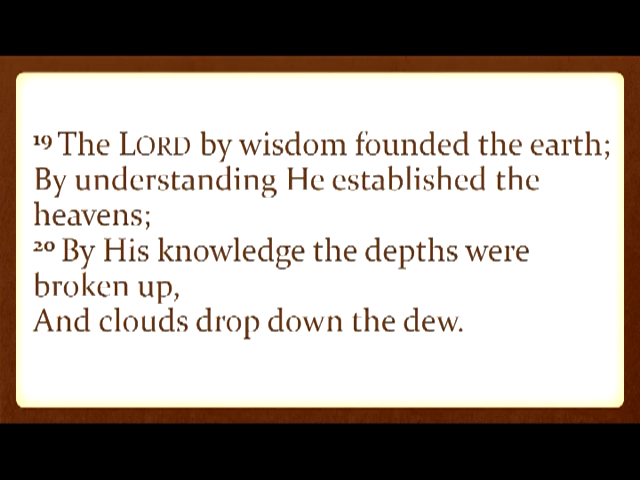 ¹⁹ The LORD by wisdom founded the earth;
By understanding He established the
heavens;
²⁰ By His knowledge the depths were
broken up,
And clouds drop down the dew.